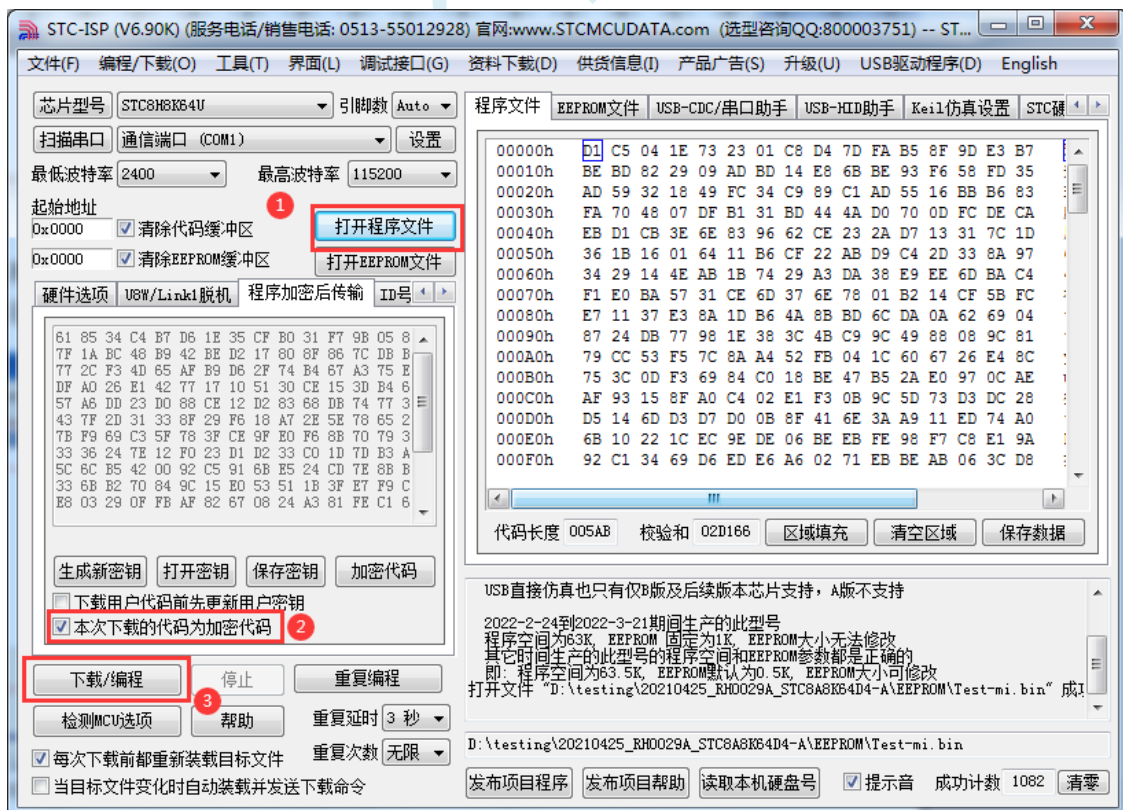 STC-ISP (V6.90K) (服务电话/销售电话: 0513-55012928) 官网:www.STCMCUDATA.com (选型咨询QQ:800003751) -- ST...
文件(F) 编程/下载(O) 工具(T) 界面(L) 调试接口(G) 资料下载(D) 供货信息(I) 产品广告(S) 升级(U) USB驱动程序(D) English
芯片型号 STC8H8K64U 引脚数 Auto
扫描串口 通信端口 (COM1) 设置
最低波特率 2400 最高波特率 115200
起始地址
1
0x0000 清除代码缓冲区 打开程序文件
0x0000 清除EEPROM缓冲区 打开EEPROM文件
硬件选项 U8W/Link1脱机 程序加密后传输 ID号
61 85 34 C4 B7 D6 1E 35 CF B0 31 F7 9B 05 8
7F 1A BC 48 B9 42 BE D2 17 80 8F 86 7C DB B
77 2C F3 4D 65 AF B9 D6 2F 74 B4 67 A3 75 E
DF A0 26 E1 42 77 17 10 51 30 CE 15 3D B4 6
57 A6 DD 23 D0 88 CE 12 D2 83 68 DB 74 77 3
43 7F 2D 31 33 8F 29 F6 18 A7 2E 5E 78 65 2
7B F9 69 C3 5F 78 3F CE 9F E0 F6 8B 70 79 3
33 36 24 7E 12 F0 23 D1 D2 33 C0 1D 7D B3 A
5C 6C B5 42 00 92 C5 91 6B E5 24 CD 7E 8B B
33 6B B2 70 84 9C 15 E0 53 51 1B 3F E7 F9 C
E8 03 29 0F FB AF 82 67 08 24 A3 81 FE C1 6
生成新密钥 打开密钥 保存密钥 加密代码
下载用户代码前先更新用户密钥
本次下载的代码为加密代码 2
下载/编程 停止 重复编程
3
检测MCU选项 帮助 重复延时 3 秒
每次下载前都重新装载目标文件 重复次数 无限
当目标文件变化时自动装载并发送下载命令
程序文件 EEPROM文件 USB-CDC/串口助手 USB-HID助手 Keil仿真设置 STC硬
00000h D1 C5 04 1E 73 23 01 C8 D4 7D FA B5 8F 9D E3 B7
00010h BE BD 82 29 09 AD BD 14 E8 6B BE 93 F6 58 FD 35
00020h AD 59 32 18 49 FC 34 C9 89 C1 AD 55 16 BB B6 83
00030h FA 70 48 07 DF B1 31 BD 44 4A D0 70 0D FC DE CA
00040h EB D1 CB 3E 6E 83 96 62 CE 23 2A D7 13 31 7C 1D
00050h 36 1B 16 01 64 11 B6 CF 22 AB D9 C4 2D 33 8A 97
00060h 34 29 14 4E AB 1B 74 29 A3 DA 38 E9 EE 6D BA C4
00070h F1 E0 BA 57 31 CE 6D 37 6E 78 01 B2 14 CF 5B FC
00080h E7 11 37 E3 8A 1D B6 4A 8B BD 6C DA 0A 62 69 04
00090h 87 24 DB 77 98 1E 38 3C 4B C9 9C 49 88 08 9C 81
000A0h 79 CC 53 F5 7C 8A A4 52 FB 04 1C 60 67 26 E4 8C
000B0h 75 3C 0D F3 69 84 C0 18 BE 47 B5 2A E0 97 0C AE
000C0h AF 93 15 8F A0 C4 02 E1 F3 0B 9C 5D 73 D3 DC 28
000D0h D5 14 6D D3 D7 D0 0B 8F 41 6E 3A A9 11 ED 74 A0
000E0h 6B 10 22 1C EC 9E DE 06 BE EB FE 98 F7 C8 E1 9A
000F0h 92 C1 34 69 D6 ED E6 A6 02 71 EB BE AB 06 3C D8
代码长度 005AB 校验和 02D166 区域填充 清空区域 保存数据
USB直接仿真也只有仅B版及后续版本芯片支持，A版不支持
2022-2-24到2022-3-21期间生产的此型号
程序空间为63K, EEPROM 固定为1K, EEPROM大小无法修改
其它时间生产的此型号的程序空间和EEPROM参数都是正确的
即: 程序空间为63.5K, EEPROM默认为0.5K, EEPROM大小可修改
打开文件 "D:\testing\20210425_RH0029A_STC8A8K64D4-A\EEPROM\Test-mi.bin" 成功
D:\testing\20210425_RH0029A_STC8A8K64D4-A\EEPROM\Test-mi.bin
发布项目程序 发布项目帮助 读取本机硬盘号 提示音 成功计数 1082 清零